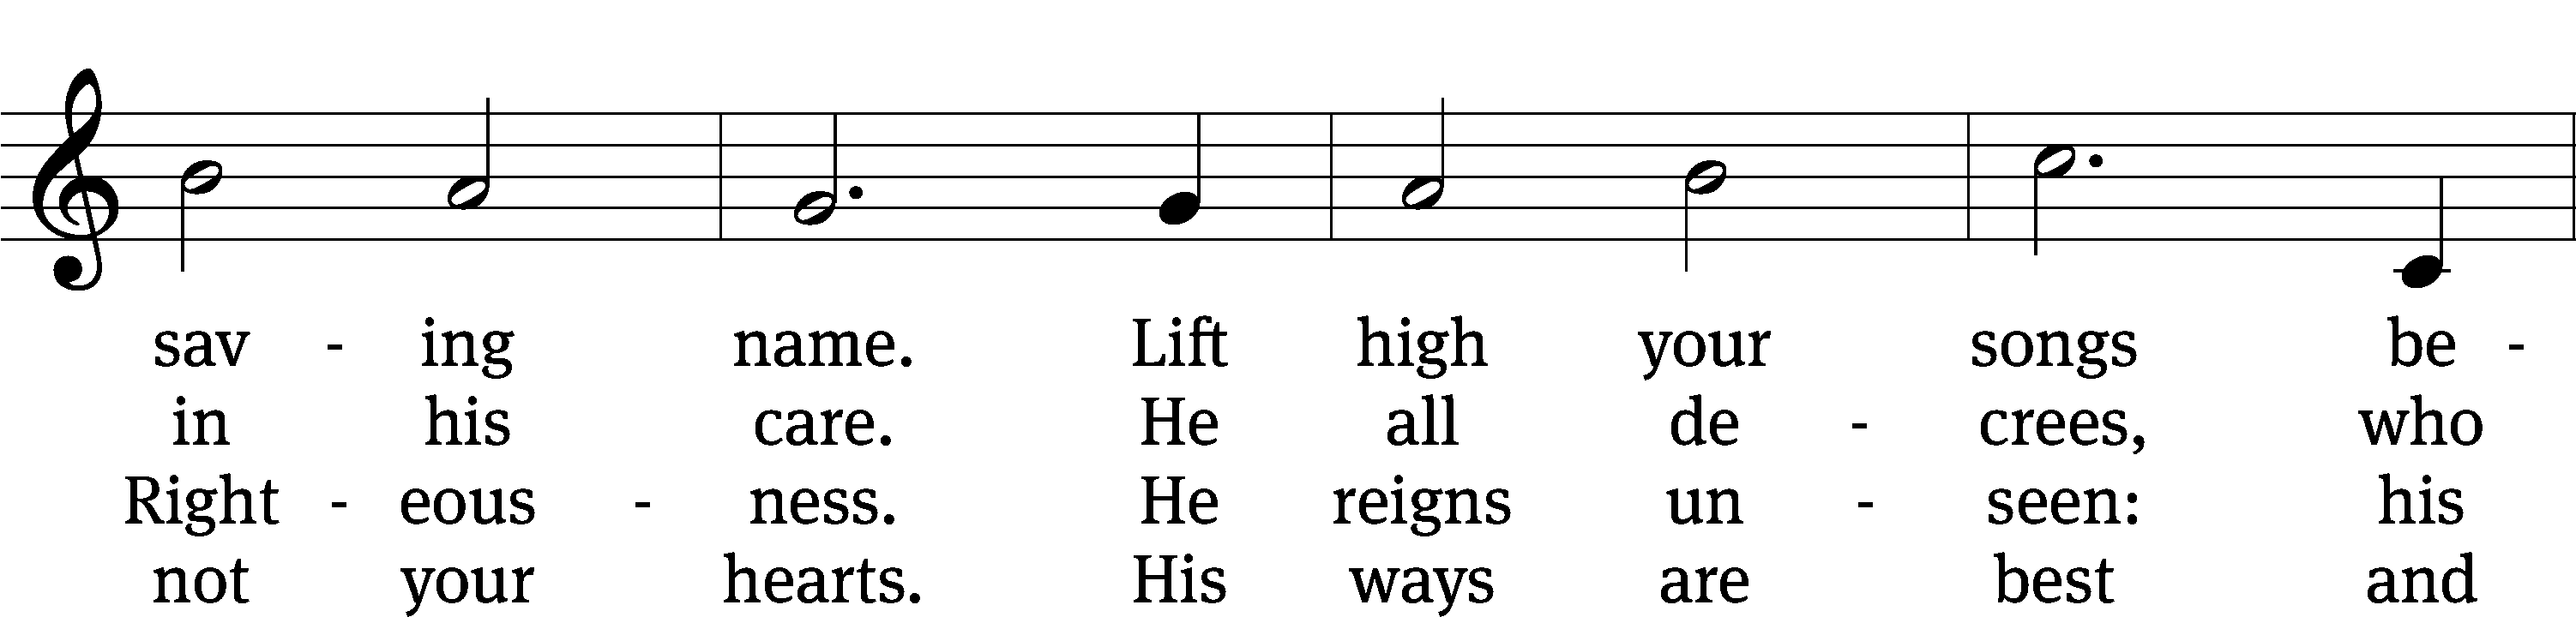 sav - ing name. Lift high your songs be -
in his care. He all de - crees, who
Right - eous - ness. He reigns un - seen: his
not your hearts. His ways are best and